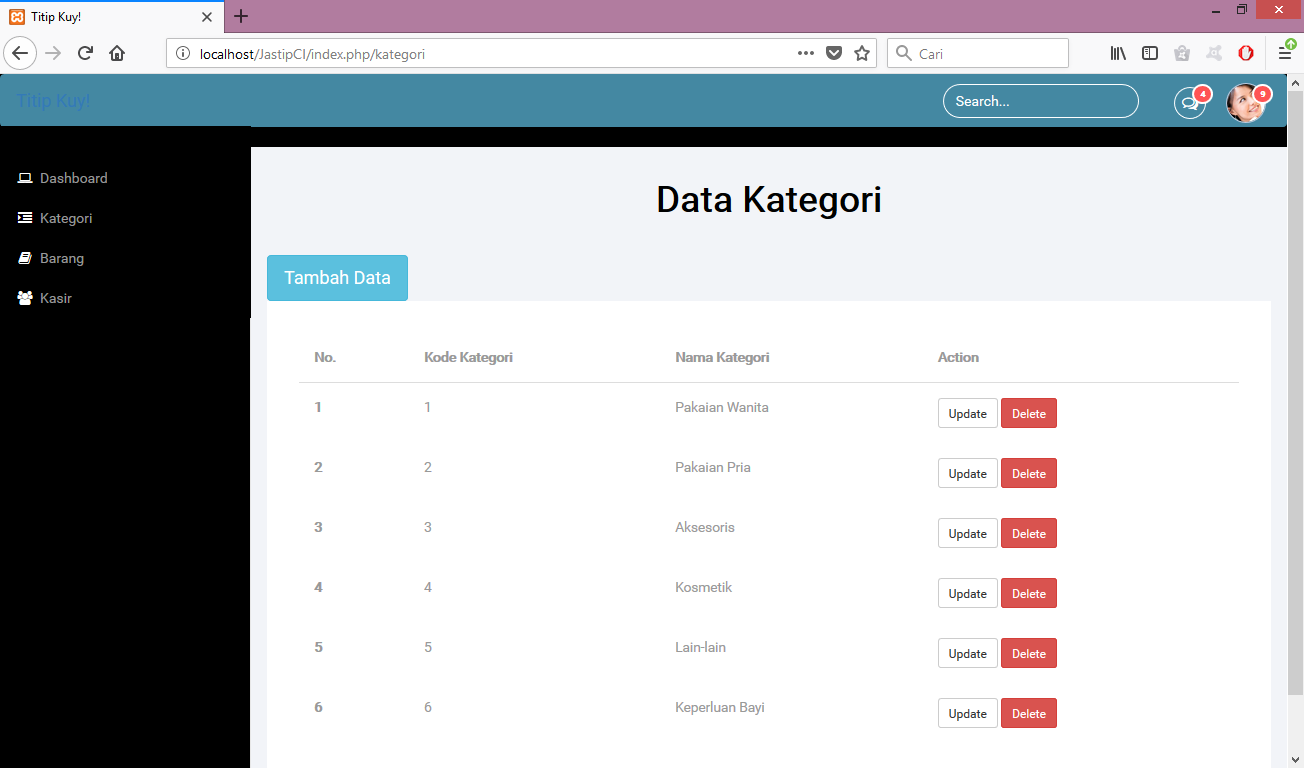 Titip Kuy!
localhost/JastipCI/index.php/kategori
Cari
Titip Kuy!
Search...
4
9
Dashboard
Kategori
Barang
Kasir
Data Kategori
Tambah Data
No. Kode Kategori Nama Kategori Action
1 1 Pakaian Wanita Update Delete
2 2 Pakaian Pria Update Delete
3 3 Aksesoris Update Delete
4 4 Kosmetik Update Delete
5 5 Lain-lain Update Delete
6 6 Keperluan Bayi Update Delete